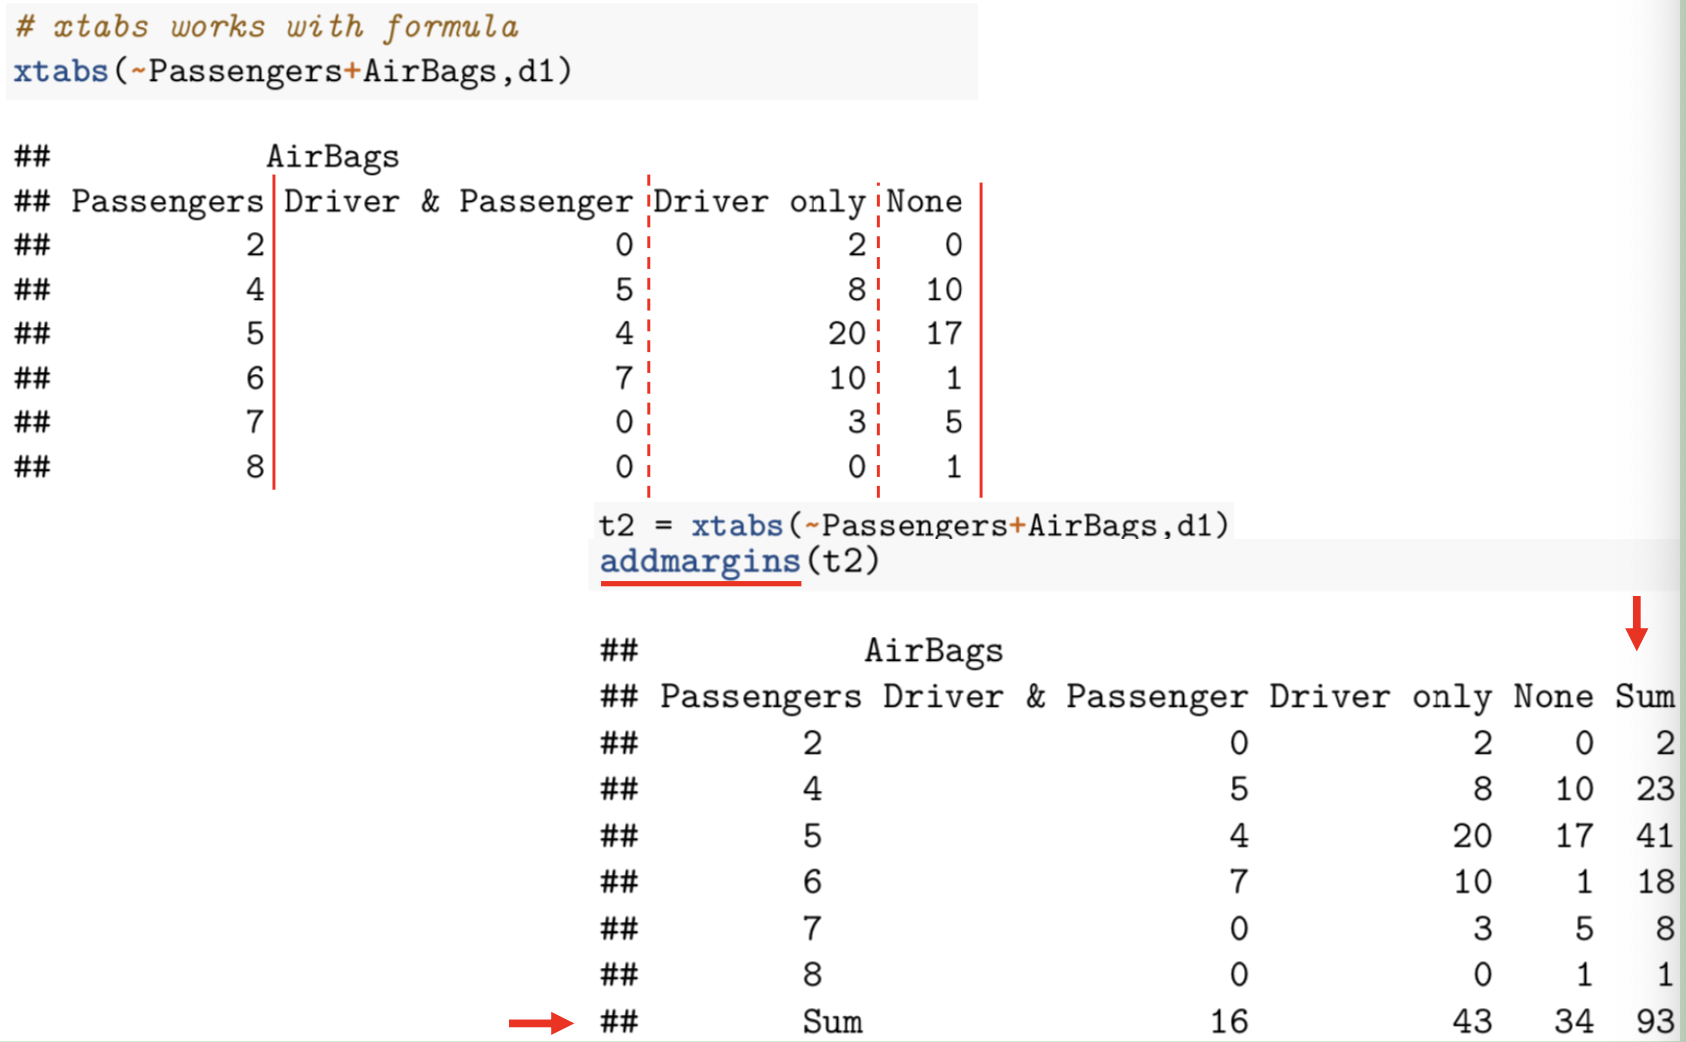 # xtabs works with formula
xtabs(~Passengers+AirBags,d1)
## AirBags
## Passengers Driver & Passenger Driver only None
## 2 0 2 0
## 4 5 8 10
## 5 4 20 17
## 6 7 10 1
## 7 0 3 5
## 8 0 0 1
t2 = xtabs(~Passengers+AirBags,d1)
addmargins(t2)
## AirBags
## Passengers Driver & Passenger Driver only None Sum
## 2 0 2 0 2
## 4 5 8 10 23
## 5 4 20 17 41
## 6 7 10 1 18
## 7 0 3 5 8
## 8 0 0 1 1
## Sum 16 43 34 93